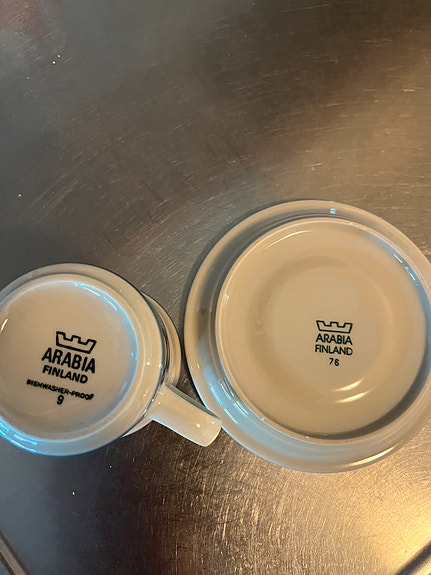 ARABIA
FINLAND
DISHWASHER-PROOF
9
ARABIA
FINLAND
76